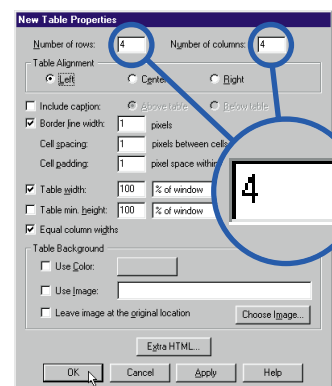 New Table Properties
Number of rows: 4 Number of columns: 4
Table Alignment
Left Center Right
Include caption: Above table Below table
Border line width: 1 pixels
Cell spacing: 1 pixels between cells
Cell padding: 1 pixel space within
4
Table width: 100 % of window
Table min. height: 100 % of window
Equal column widths
Table Background
Use Color:
Use Image:
Leave image at the original location Choose Image...
Extra HTML...
OK Cancel Apply Help